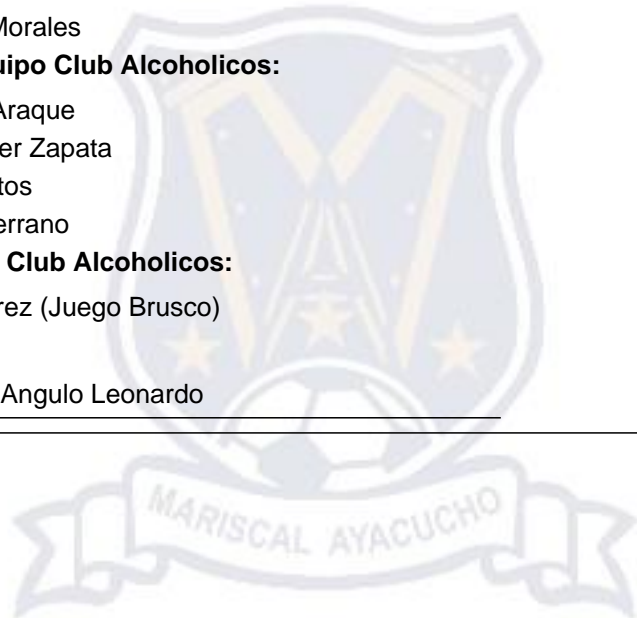 Morales
uipo Club Alcoholicos:
Araque
er Zapata
tos
errano
Club Alcoholicos:
rez (Juego Brusco)
Angulo Leonardo
MARISCAL AYACUCHO